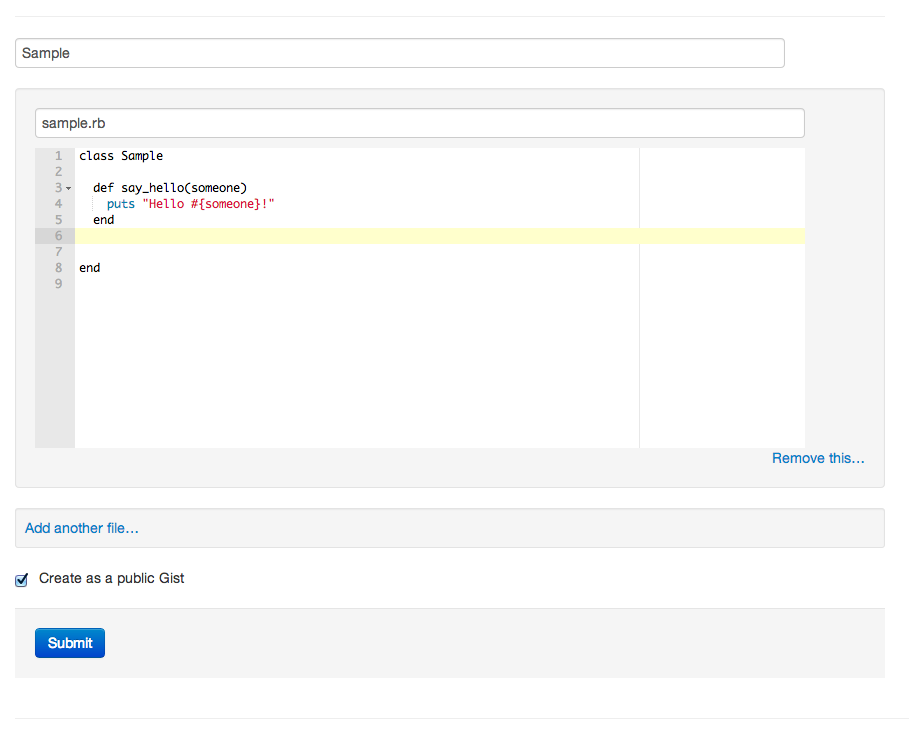 Sample
sample.rb
1 class Sample
2
3 def say_hello(someone)
4 puts "Hello #{someone}!"
5 end
6
7
8 end
9
Remove this…
Add another file…
Create as a public Gist
Submit